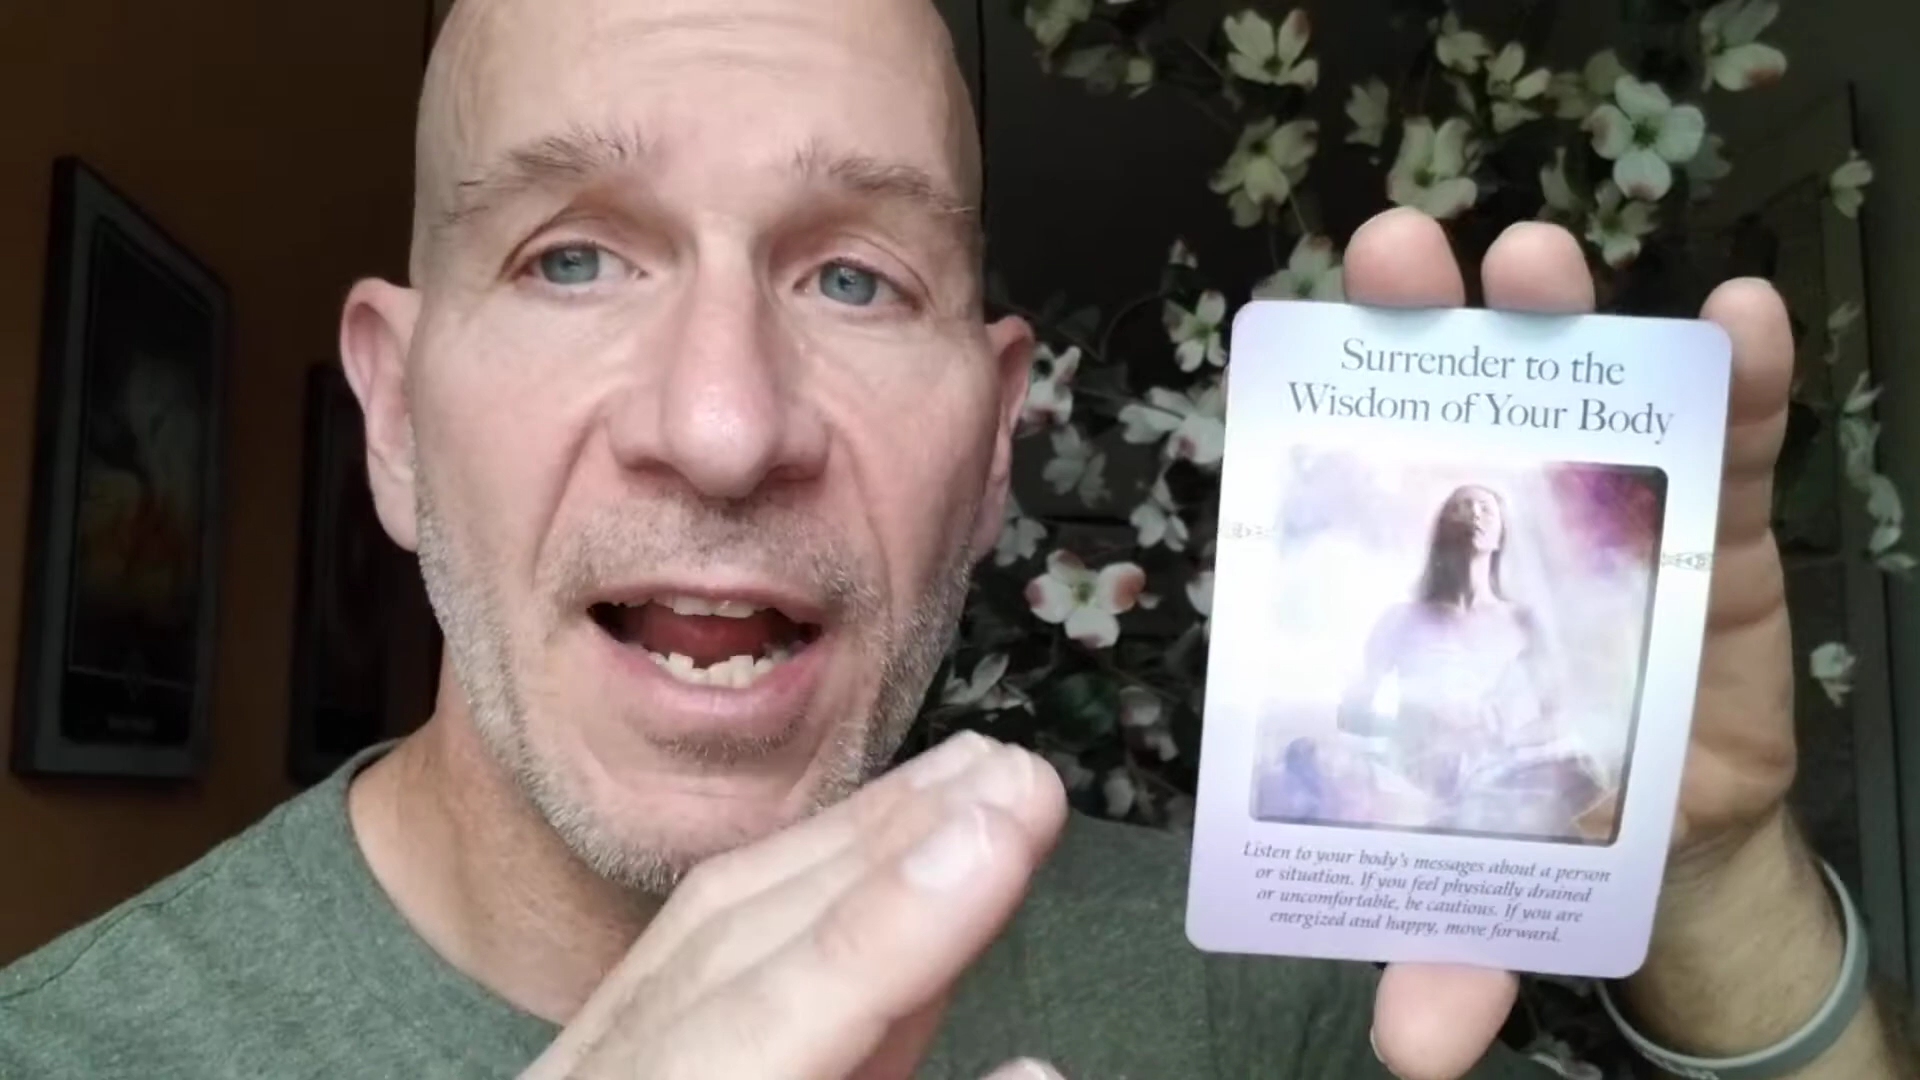 Surrender to the
Wisdom of Your Body
Listen to your body's messages about a person
or situation. If you feel physically drained
or uncomfortable, be cautious. If you are
energized and happy, move forward.